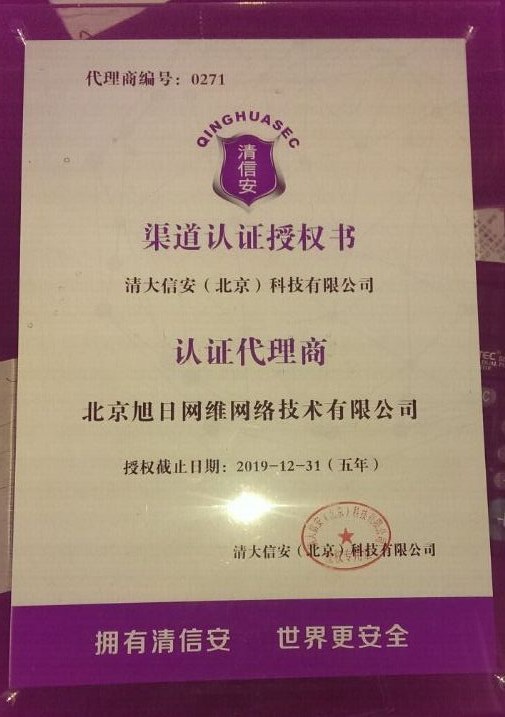 代理商编号：0271
QINGHUASEC
清信安
渠道认证授权书
清大信安（北京）科技有限公司
认证代理商
北京旭日网维网络技术有限公司
授权截止日期：2019-12-31（五年）
清大信安（北京）科技有限公司
拥有清信安 世界更安全